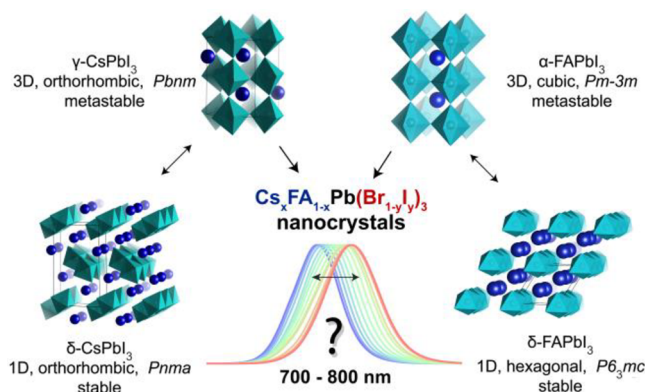 γ-CsPbI₃
3D, orthorhombic, Pbnm
metastable
α-FAPbI₃
3D, cubic, Pm-3m
metastable
CsₓFA₁₋ₓPb(Br₁₋ᵧIᵧ)₃
nanocrystals
?
700 - 800 nm
δ-CsPbI₃
1D, orthorhombic, Pnma
stable
δ-FAPbI₃
1D, hexagonal, P6₃mc
stable